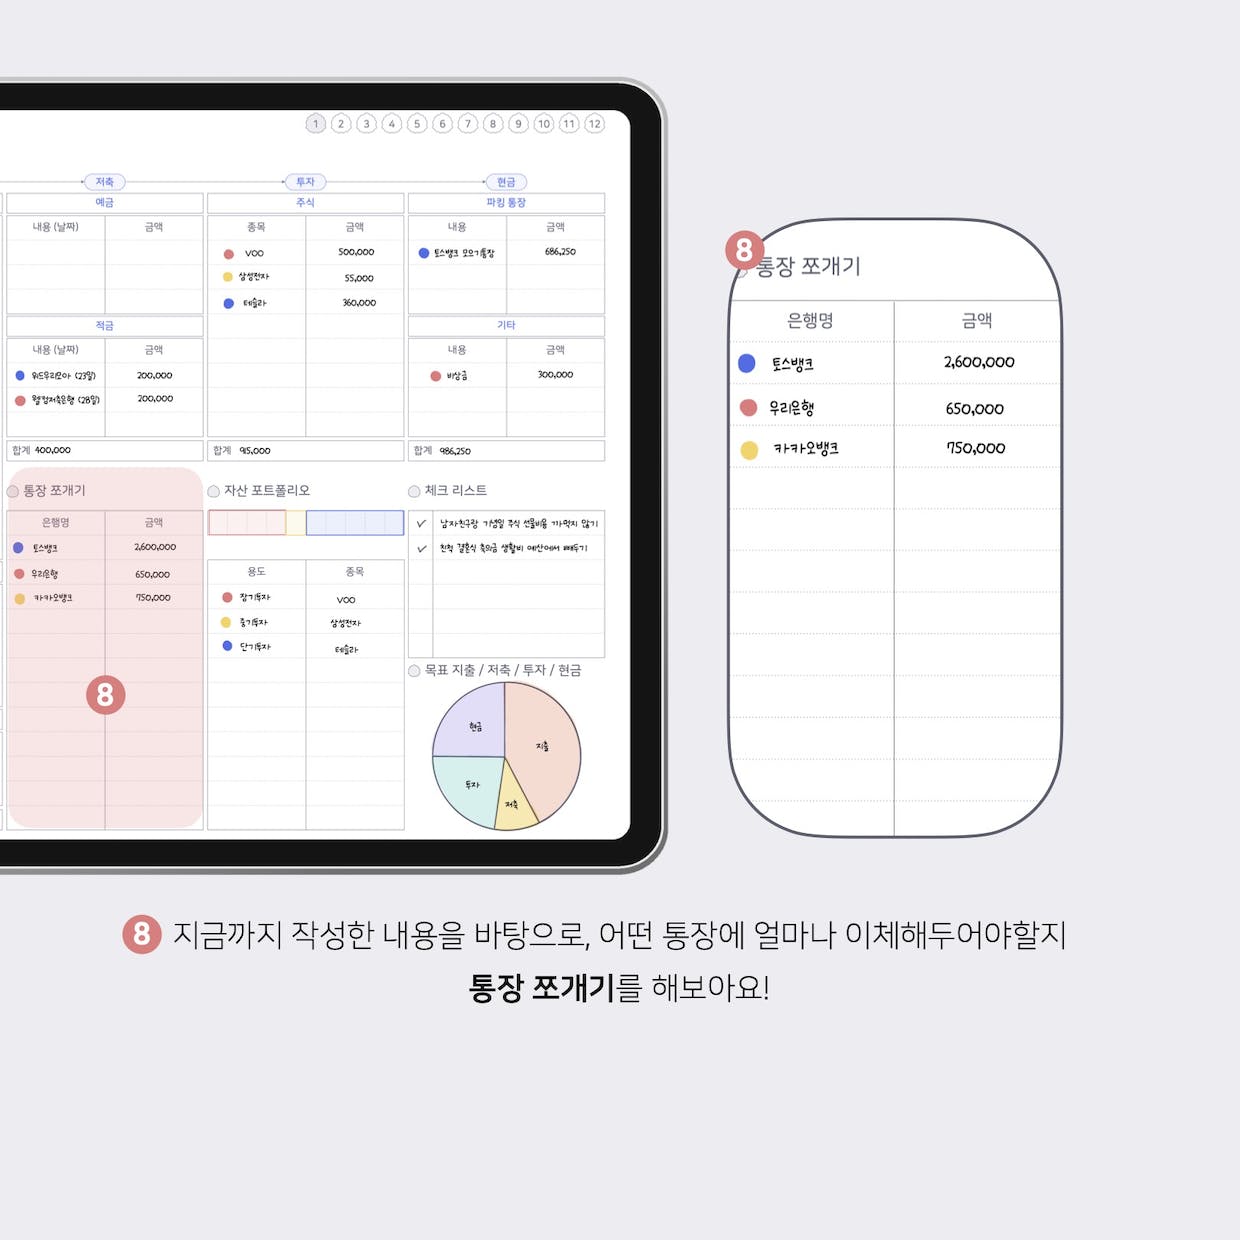 1 2 3 4 5 6 7 8 9 10 11 12
저축 투자 현금
예금 주식 파킹 통장
내용 (날짜) 금액 종목 금액 내용 금액
VOO 500,000 토스뱅크 모으기통장 686,250
삼성전자 55,000
테슬라 360,000
적금 기타
내용 (날짜) 금액 내용 금액
위드우리모아 (23일) 200,000 비상금 300,000
웰컴저축은행 (28일) 200,000
합계 400,000 합계 915,000 합계 986,250
통장 쪼개기 자산 포트폴리오 체크 리스트
은행명 금액
남자친구랑 기념일 주식 선물비용 까먹지 않기
토스뱅크 2,600,000
친척 결혼식 축의금 생활비 예산에서 빼두기
우리은행 650,000
카카오뱅크 750,000
용도 종목
장기투자 VOO
중기투자 삼성전자
단기투자 테슬라
8
목표 지출 / 저축 / 투자 / 현금
현금 지출
투자 저축
8
통장 쪼개기
은행명 금액
토스뱅크 2,600,000
우리은행 650,000
카카오뱅크 750,000
8 지금까지 작성한 내용을 바탕으로, 어떤 통장에 얼마나 이체해두어야할지
통장 쪼개기를 해보아요!